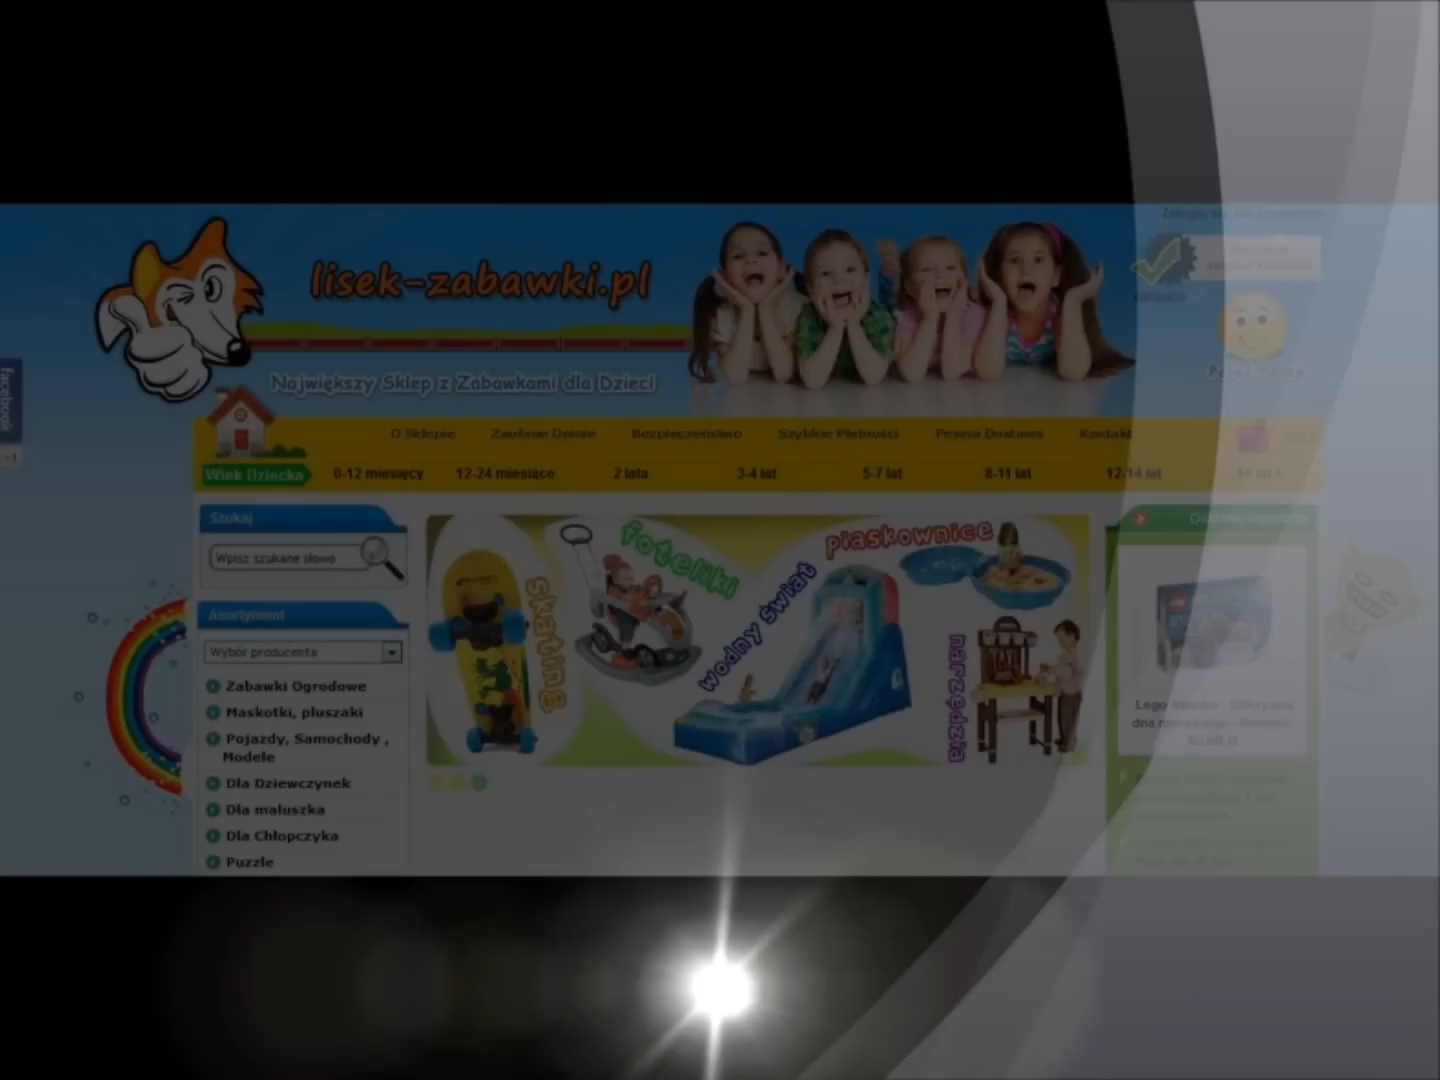 lisek-zabawki.pl
Największy Sklep z Zabawkami dla Dzieci
facebook
+1
O Sklepie Zaufane Opinie Bezpieczeństwo Szybkie Płatności Pewna Dostawa Kontakt
Wiek Dziecka 0-12 miesięcy 12-24 miesiące 2 lata 3-4 lat 5-7 lat 8-11 lat 12-14 lat
Szukaj
Wpisz szukane słowo
Asortyment
Wybór producenta
Zabawki Ogrodowe
Maskotki, pluszaki
Pojazdy, Samochody ,
Modele
Dla Dziewczynek
Dla maluszka
Dla Chłopczyka
Puzzle
skating
foteliki
wodny świat
piaskownice
narzędzia
Lego